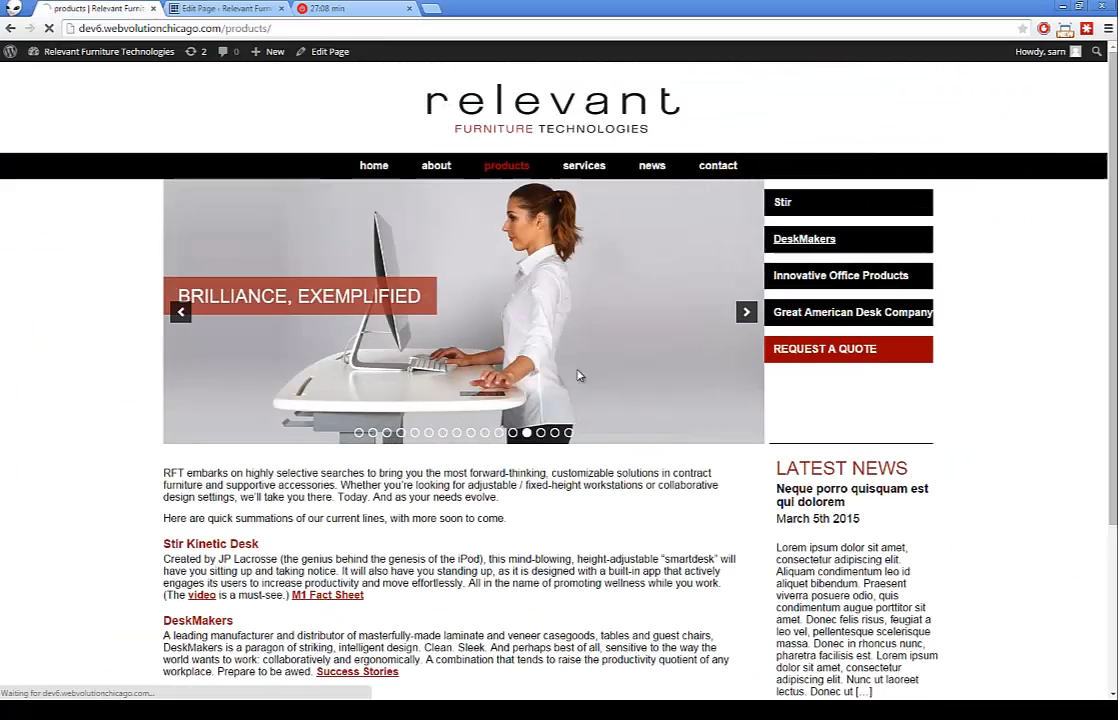 products | Relevant Furnit
Edit Page ‹ Relevant Furn
27:08 min
dev6.webvolutionchicago.com/products/
Relevant Furniture Technologies
2
0
New
Edit Page
Howdy, sarn
relevant
FURNITURE TECHNOLOGIES
home
about
products
services
news
contact
BRILLIANCE, EXEMPLIFIED
Stir
DeskMakers
Innovative Office Products
Great American Desk Company
REQUEST A QUOTE
RFT embarks on highly selective searches to bring you the most forward-thinking, customizable solutions in contract
furniture and supportive accessories. Whether you're looking for adjustable / fixed-height workstations or collaborative
design settings, we'll take you there. Today. And as your needs evolve.
Here are quick summations of our current lines, with more soon to come.
Stir Kinetic Desk
Created by JP Lacrosse (the genius behind the genesis of the iPod), this mind-blowing, height-adjustable "smartdesk" will
have you sitting up and taking notice. It will also have you standing up, as it is designed with a built-in app that actively
engages its users to increase productivity and move effortlessly. All in the name of promoting wellness while you work.
(The video is a must-see.) M1 Fact Sheet
DeskMakers
A leading manufacturer and distributor of masterfully-made laminate and veneer casegoods, tables and guest chairs,
DeskMakers is a paragon of striking, intelligent design. Clean. Sleek. And perhaps best of all, sensitive to the way the
world wants to work: collaboratively and ergonomically. A combination that tends to raise the productivity quotient of any
workplace. Prepare to be awed. Success Stories
LATEST NEWS
Neque porro quisquam est
qui dolorem
March 5th 2015
Lorem ipsum dolor sit amet,
consectetur adipiscing elit.
Aliquam condimentum leo id
aliquet bibendum. Praesent
viverra posuere odio, quis
condimentum augue porttitor sit
amet. Donec felis risus, feugiat a
leo vel, pellentesque scelerisque
massa. Donec in rhoncus nunc,
pharetra facilisis est. Proin ut
dolor sit amet, consectetur
adipiscing elit. Nunc ut laoreet
lectus. Donec ut [...]
Waiting for dev6.webvolutionchicago.com...